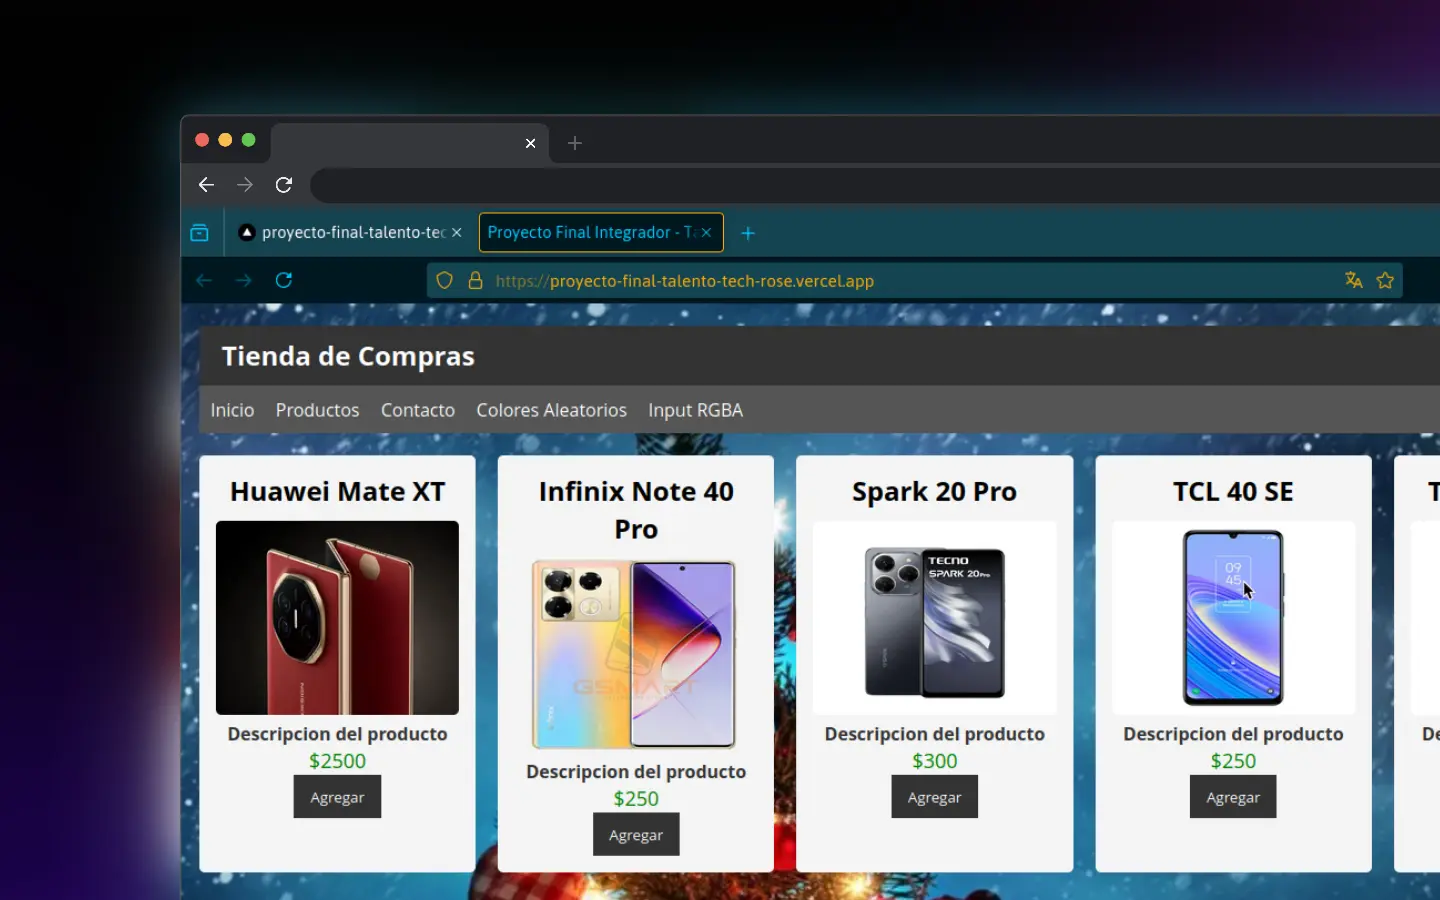 proyecto-final-talento-tec
Proyecto Final Integrador - Ta
https://proyecto-final-talento-tech-rose.vercel.app
Tienda de Compras
Inicio Productos Contacto Colores Aleatorios Input RGBA
Huawei Mate XT
Descripcion del producto
$2500
Agregar
Infinix Note 40
Pro
GSMART
Descripcion del producto
$250
Agregar
Spark 20 Pro
TECNO
SPARK 20Pro
Descripcion del producto
$300
Agregar
TCL 40 SE
09
45
Descripcion del producto
$250
Agregar
T
De